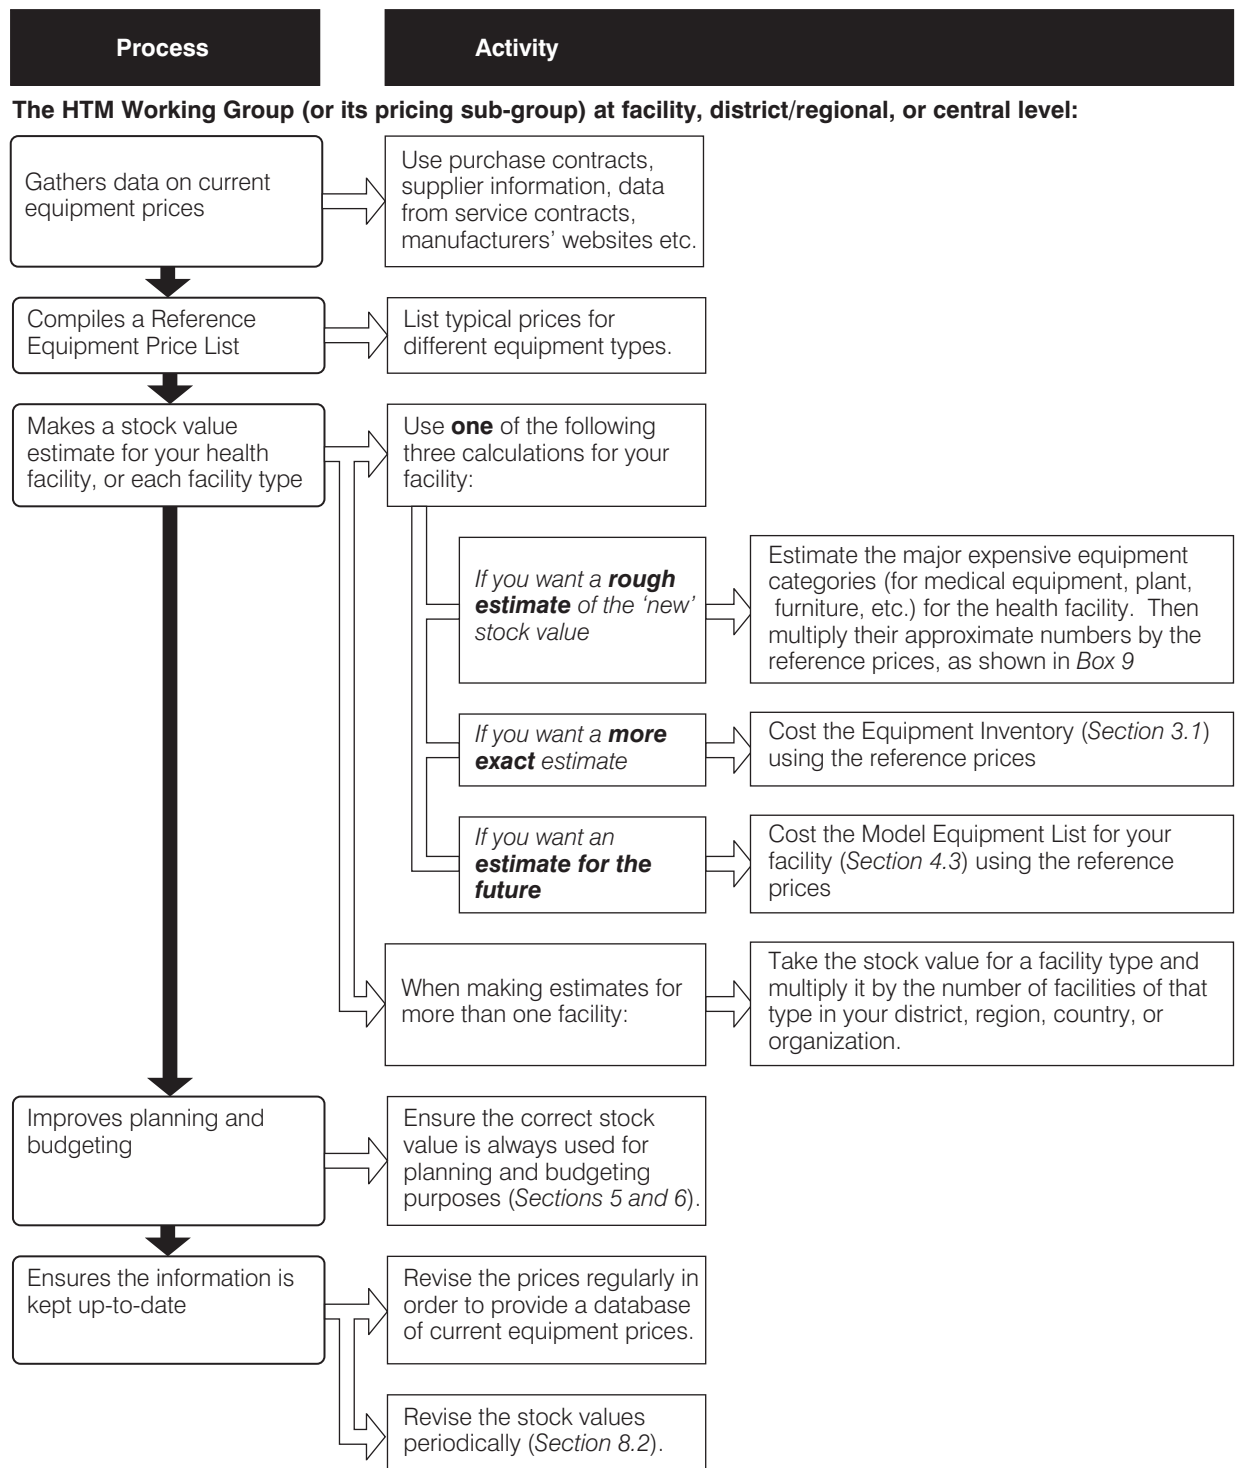 Process
Activity
The HTM Working Group (or its pricing sub-group) at facility, district/regional, or central level:
Gathers data on current
equipment prices
Use purchase contracts,
supplier information, data
from service contracts,
manufacturers’ websites etc.
Compiles a Reference
Equipment Price List
List typical prices for
different equipment types.
Makes a stock value
estimate for your health
facility, or each facility type
Use one of the following
three calculations for your
facility:
If you want a rough
estimate of the ‘new’
stock value
Estimate the major expensive equipment
categories (for medical equipment, plant,
furniture, etc.) for the health facility. Then
multiply their approximate numbers by the
reference prices, as shown in Box 9
If you want a more
exact estimate
Cost the Equipment Inventory (Section 3.1)
using the reference prices
If you want an
estimate for the
future
Cost the Model Equipment List for your
facility (Section 4.3) using the reference
prices
When making estimates for
more than one facility:
Take the stock value for a facility type and
multiply it by the number of facilities of that
type in your district, region, country, or
organization.
Improves planning and
budgeting
Ensure the correct stock
value is always used for
planning and budgeting
purposes (Sections 5 and 6).
Ensures the information is
kept up-to-date
Revise the prices regularly in
order to provide a database
of current equipment prices.
Revise the stock values
periodically (Section 8.2).